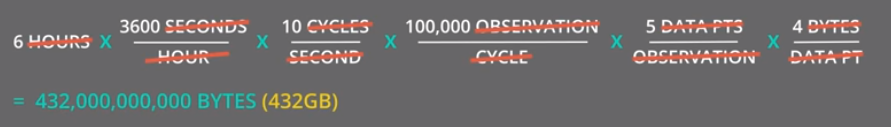 6 HOURS X 3600 SECONDS X 10 CYCLES X 100,000 OBSERVATION X 5 DATA PTS X 4 BYTES
HOUR SECOND CYCLE OBSERVATION DATA PT
= 432,000,000,000 BYTES (432GB)